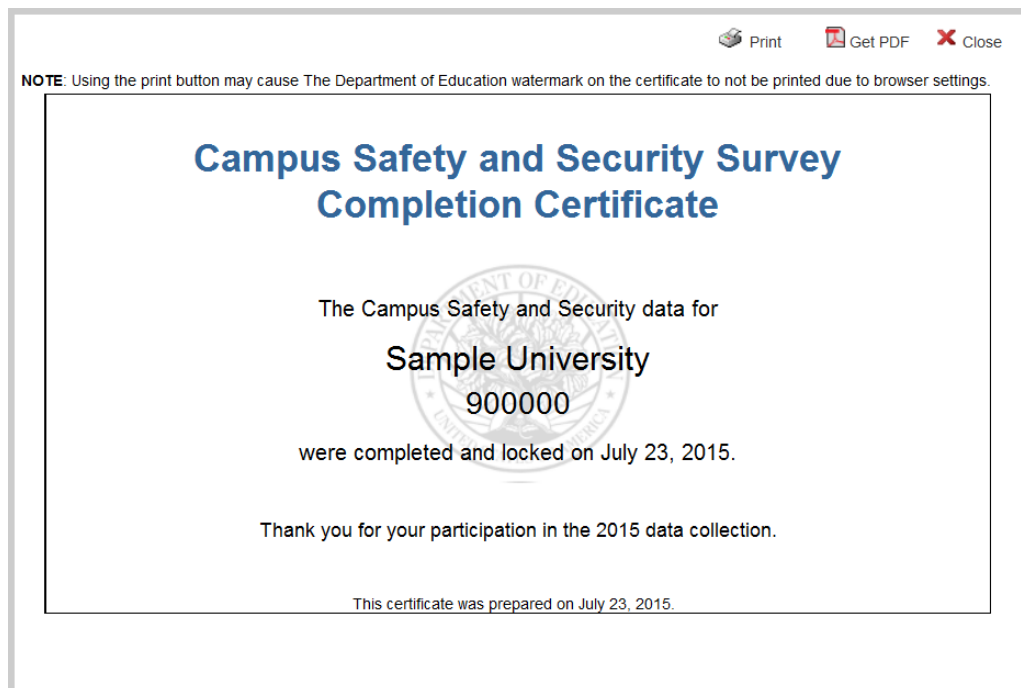 Print Get PDF Close
NOTE: Using the print button may cause The Department of Education watermark on the certificate to not be printed due to browser settings.
Campus Safety and Security Survey
Completion Certificate
The Campus Safety and Security data for
Sample University
900000
were completed and locked on July 23, 2015.
Thank you for your participation in the 2015 data collection.
This certificate was prepared on July 23, 2015.